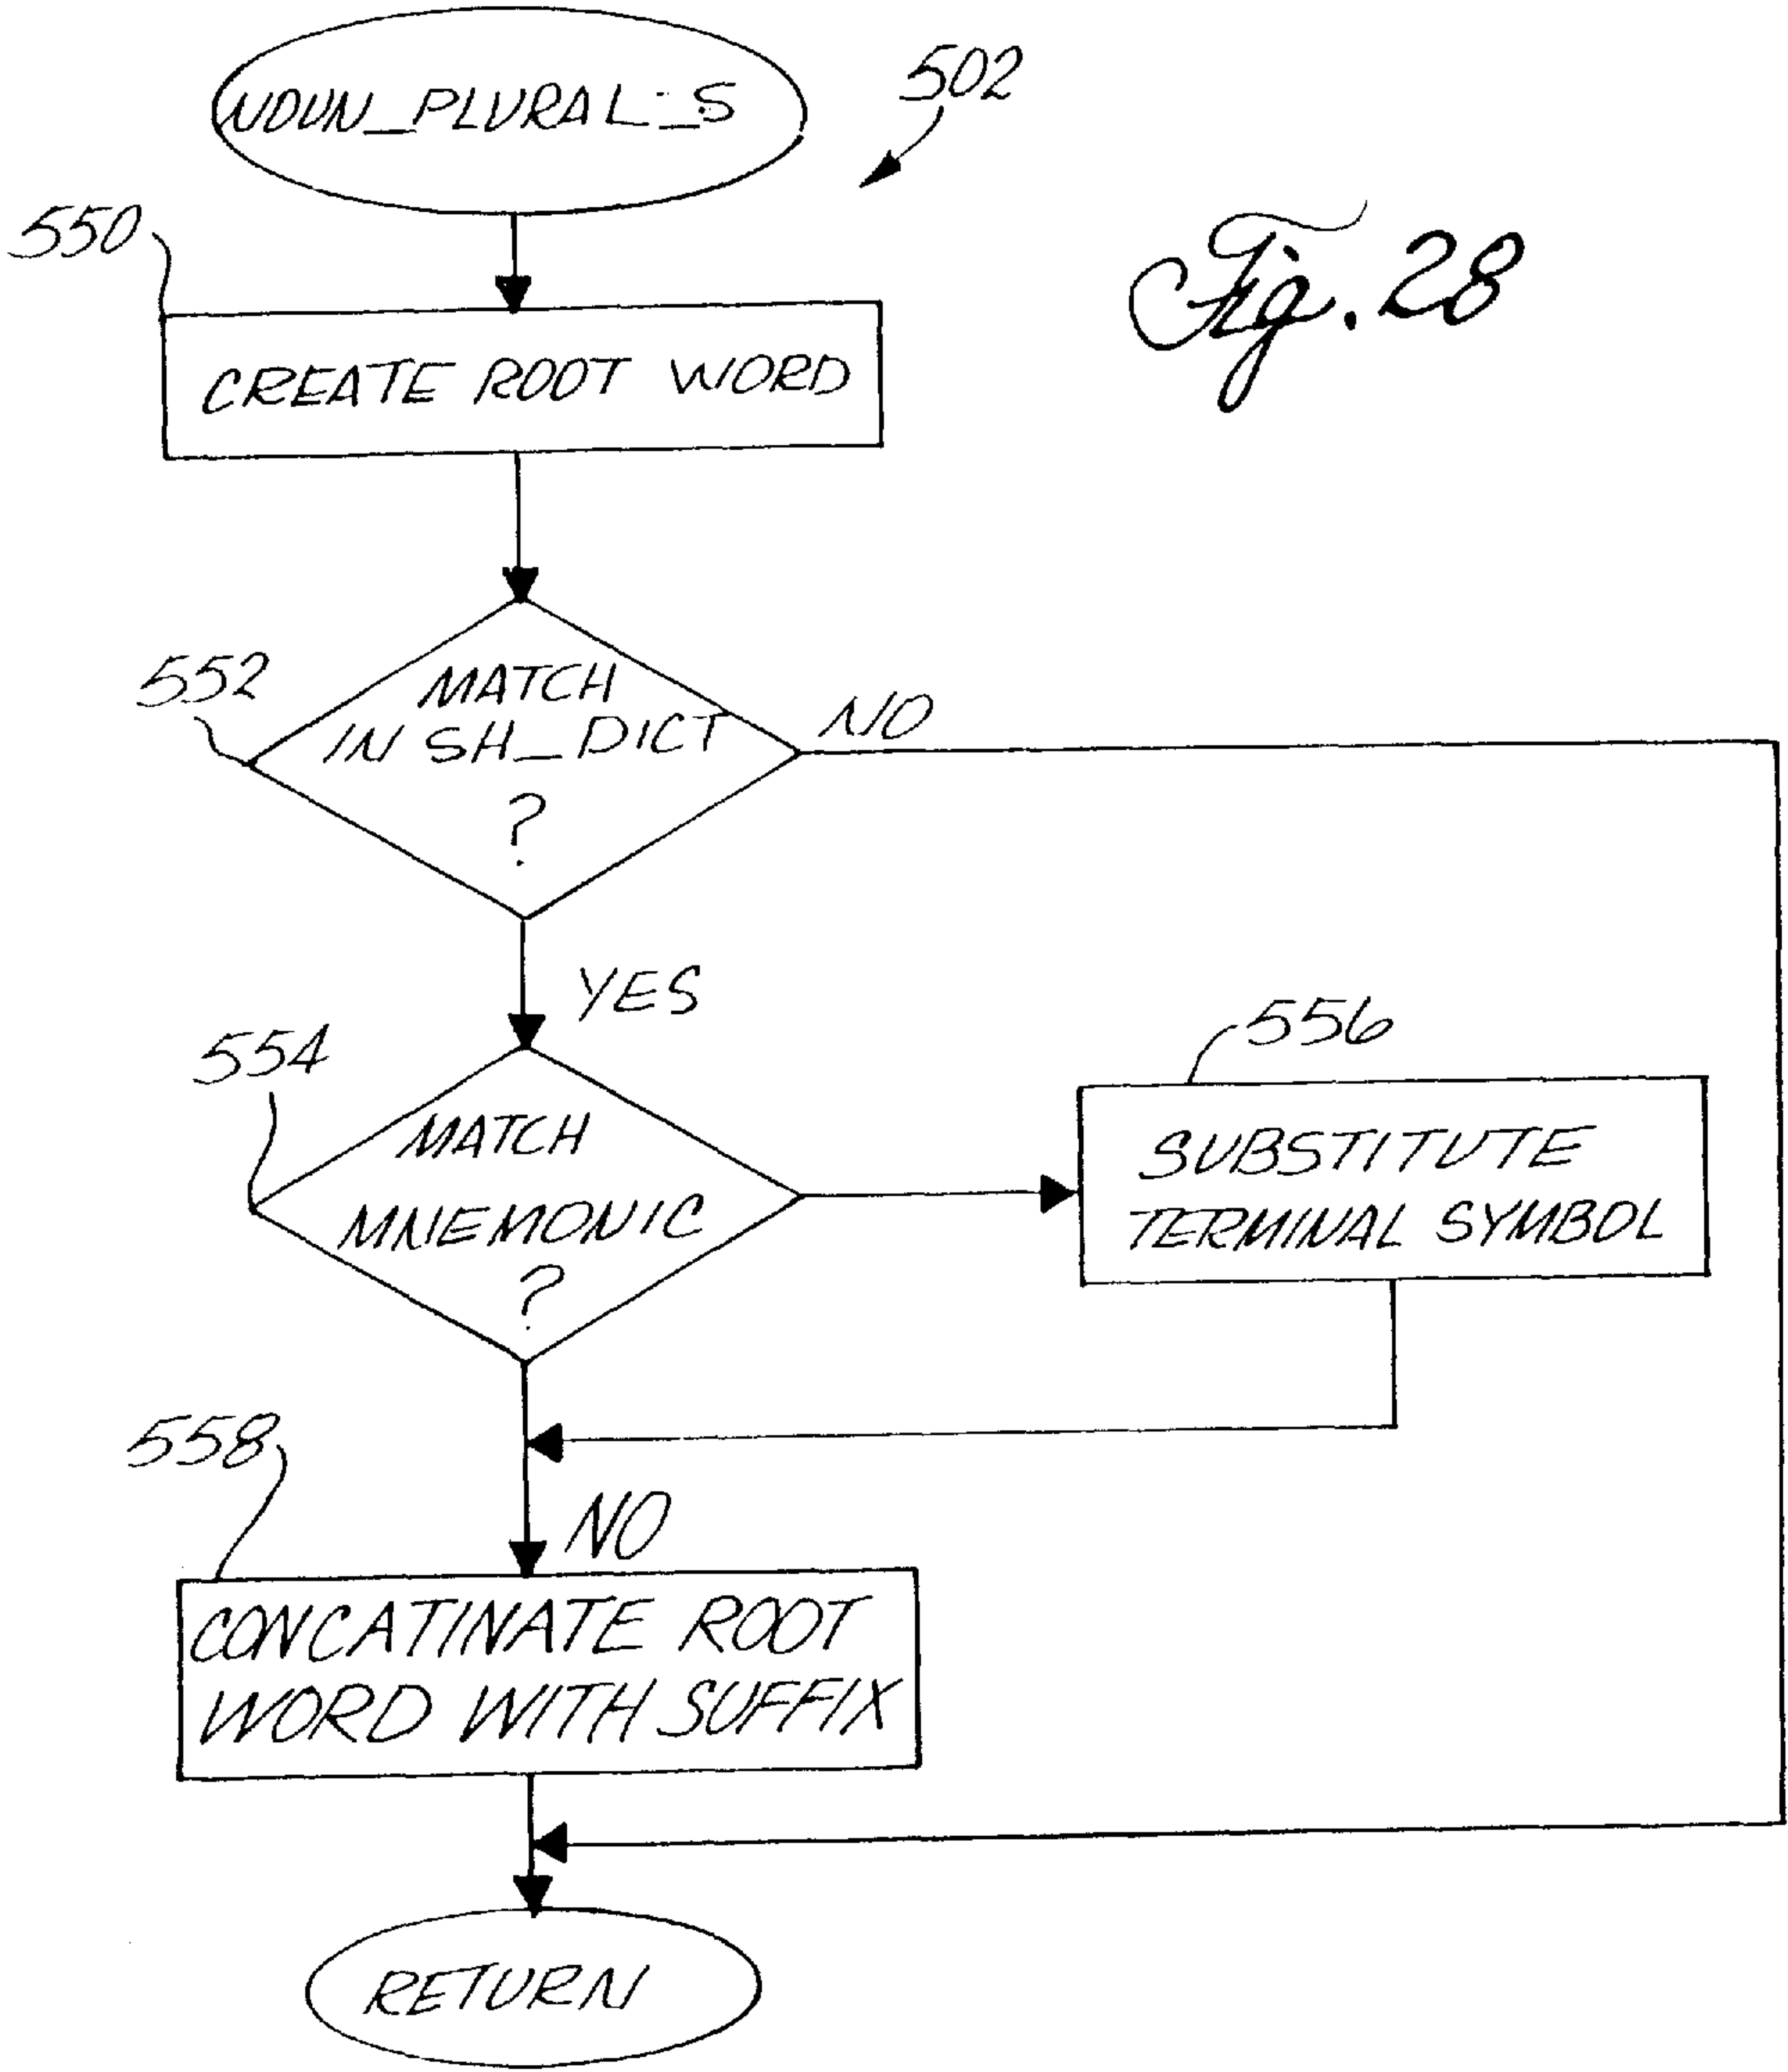 NOUN_PLURAL_S
502
Fig. 28
550
CREATE ROOT WORD
552
MATCH
IN SH_DICT
?
NO
YES
554
MATCH
MNEMONIC
?
556
SUBSTITUTE
TERMINAL SYMBOL
558
NO
CONCATINATE ROOT
WORD WITH SUFFIX
RETURN